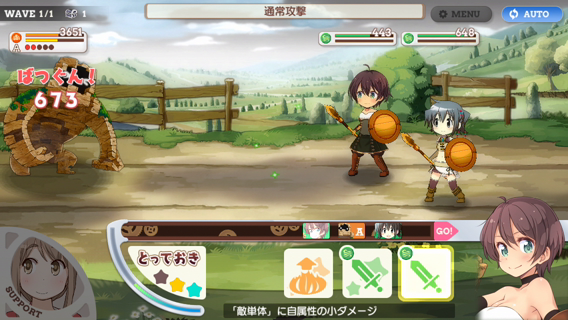 WAVE 1/1 1
通常攻撃
MENU
AUTO
3651
A
443
648
ばつぐん!
673
A
GO!
とっておき
SUPPORT
「敵単体」に自属性の小ダメージ